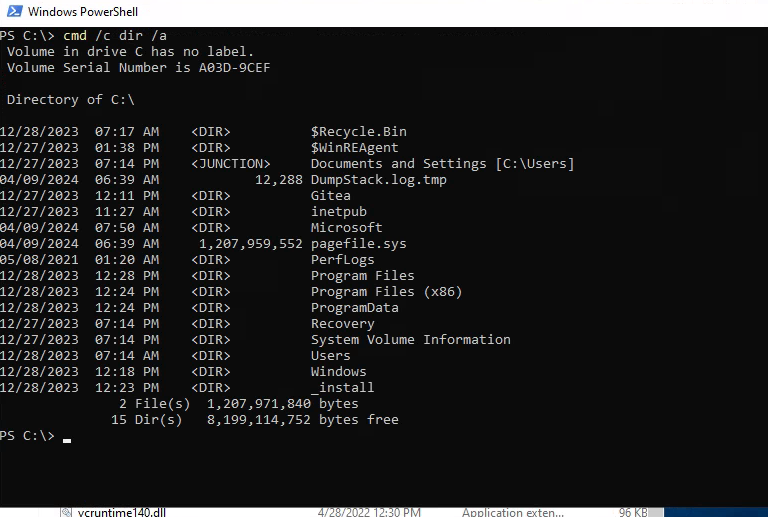 Windows PowerShell
PS C:\> cmd /c dir /a
 Volume in drive C has no label.
 Volume Serial Number is A03D-9CEF

 Directory of C:\

12/28/2023  07:17 AM    <DIR>          $Recycle.Bin
12/27/2023  01:38 PM    <DIR>          $WinREAgent
12/27/2023  07:14 PM    <JUNCTION>     Documents and Settings [C:\Users]
04/09/2024  06:39 AM            12,288 DumpStack.log.tmp
12/27/2023  12:11 PM    <DIR>          Gitea
12/27/2023  11:27 AM    <DIR>          inetpub
04/09/2024  07:50 AM    <DIR>          Microsoft
04/09/2024  06:39 AM     1,207,959,552 pagefile.sys
05/08/2021  01:20 AM    <DIR>          PerfLogs
12/28/2023  12:28 PM    <DIR>          Program Files
12/28/2023  12:24 PM    <DIR>          Program Files (x86)
12/28/2023  12:24 PM    <DIR>          ProgramData
12/27/2023  07:14 PM    <DIR>          Recovery
12/27/2023  07:14 PM    <DIR>          System Volume Information
12/28/2023  07:14 AM    <DIR>          Users
12/28/2023  12:18 PM    <DIR>          Windows
12/28/2023  12:23 PM    <DIR>          _install
               2 File(s)  1,207,971,840 bytes
              15 Dir(s)   8,199,114,752 bytes free
PS C:\> _
vcruntime140.dll 4/28/2022 12:30 PM Application exten... 96 KB